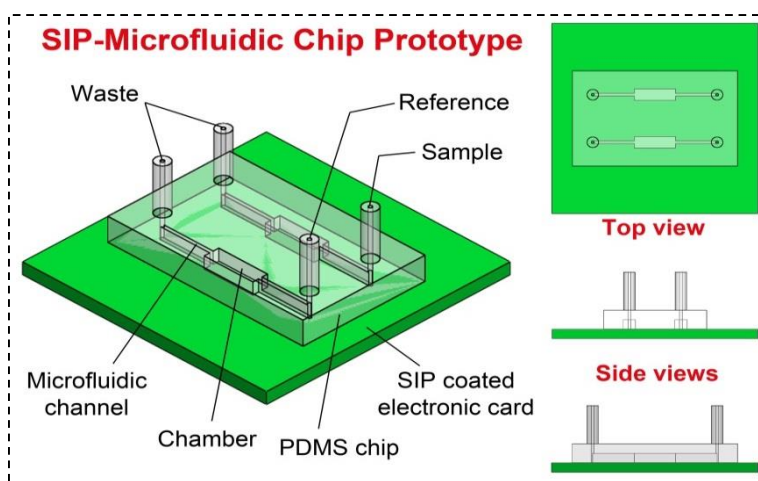 SIP-Microfluidic Chip Prototype
Waste
Reference
Sample
Microfluidic
channel
Chamber
PDMS chip
SIP coated
electronic card
Top view
Side views